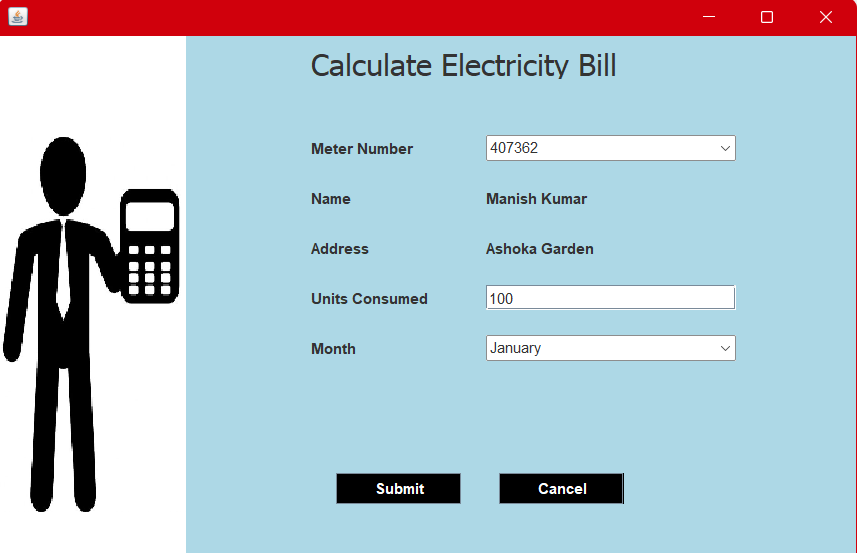 Calculate Electricity Bill
Meter Number 407362
Name Manish Kumar
Address Ashoka Garden
Units Consumed 100
Month January
Submit Cancel